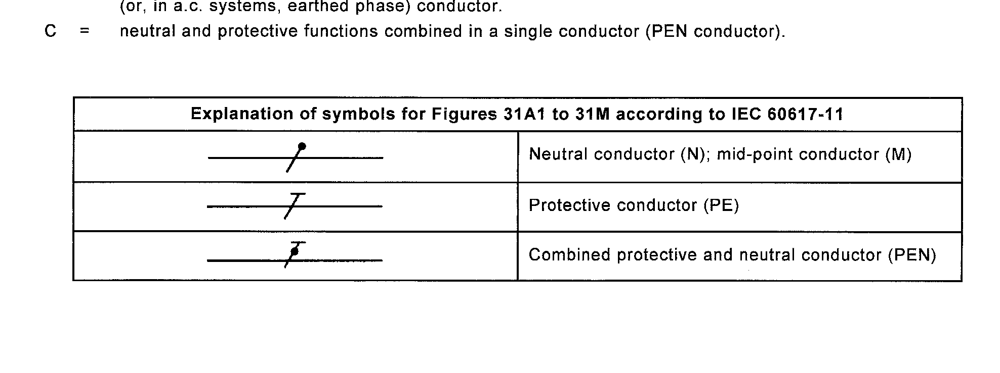 (or, in a.c. systems, earthed phase) conductor.
C = neutral and protective functions combined in a single conductor (PEN conductor).
Explanation of symbols for Figures 31A1 to 31M according to IEC 60617-11
Neutral conductor (N); mid-point conductor (M)
Protective conductor (PE)
Combined protective and neutral conductor (PEN)